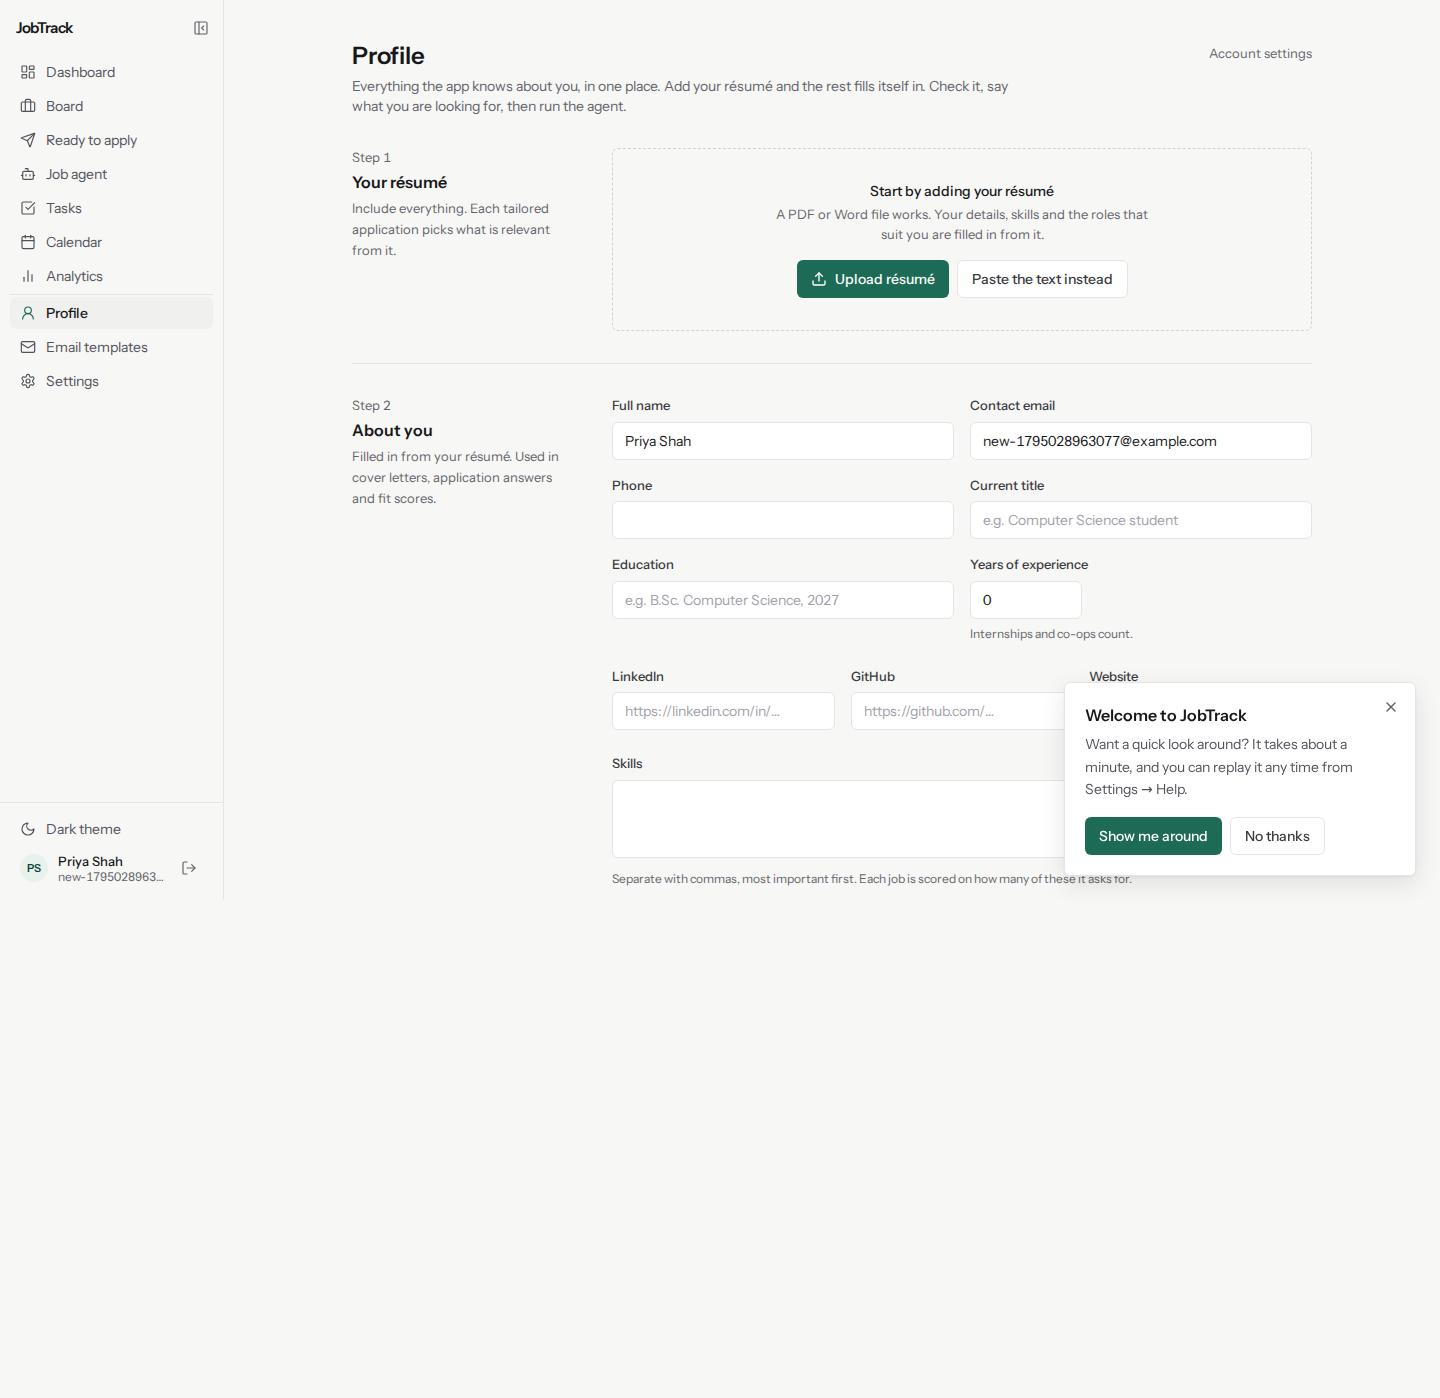 JobTrack
Dashboard
Board
Ready to apply
Job agent
Tasks
Calendar
Analytics
Profile
Email templates
Settings
Dark theme
PS
Priya Shah
new-1795028963...
Profile
Account settings
Everything the app knows about you, in one place. Add your résumé and the rest fills itself in. Check it, say
what you are looking for, then run the agent.
Step 1
Your résumé
Include everything. Each tailored
application picks what is relevant
from it.
Start by adding your résumé
A PDF or Word file works. Your details, skills and the roles that
suit you are filled in from it.
Upload résumé
Paste the text instead
Step 2
About you
Filled in from your résumé. Used in
cover letters, application answers
and fit scores.
Full name
Contact email
Priya Shah
new-1795028963077@example.com
Phone
Current title
e.g. Computer Science student
Education
Years of experience
e.g. B.Sc. Computer Science, 2027
0
Internships and co-ops count.
LinkedIn
GitHub
Website
https://linkedin.com/in/...
https://github.com/...
Skills
Separate with commas, most important first. Each job is scored on how many of these it asks for.
Welcome to JobTrack
Want a quick look around? It takes about a
minute, and you can replay it any time from
Settings → Help.
Show me around
No thanks